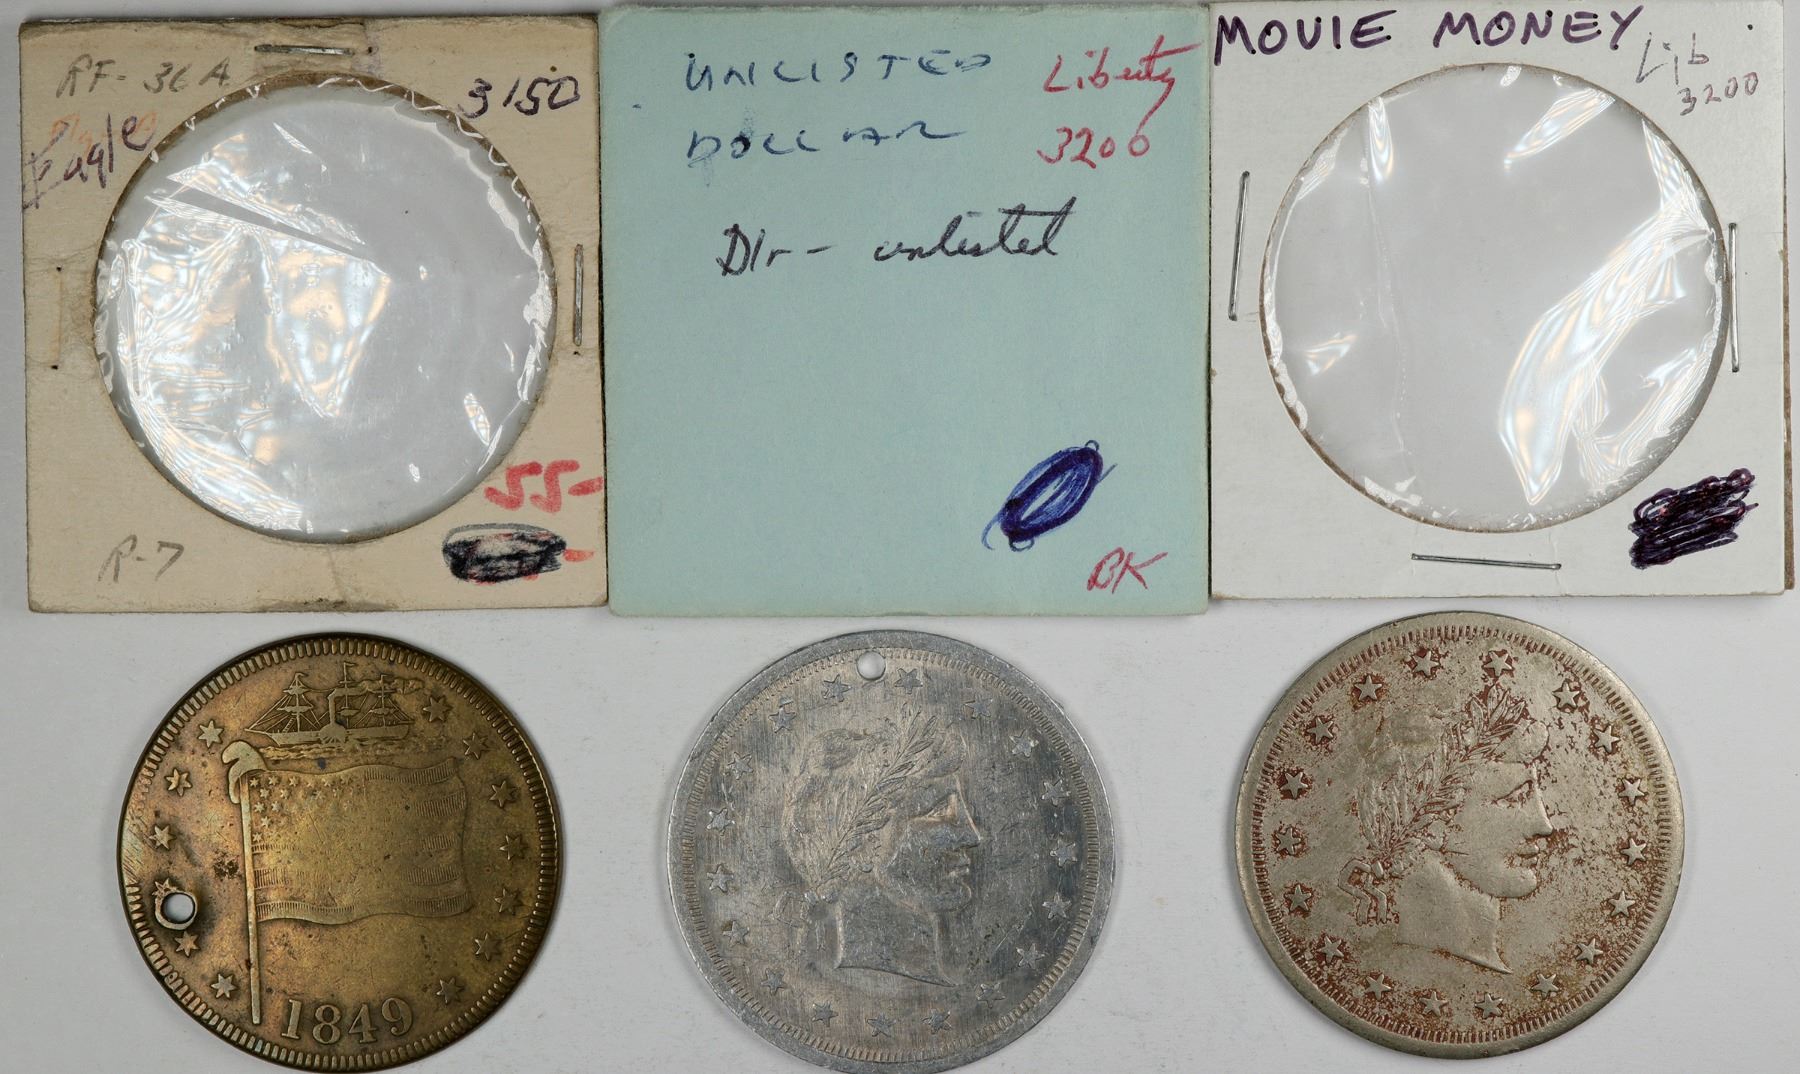 RF- 36A
3150
Eagle
55-
R-7
UNLISTED
DOLLAR
Liberty
3200
Dlr - unlisted
BK
MOVIE MONEY
Lib
3200
1849